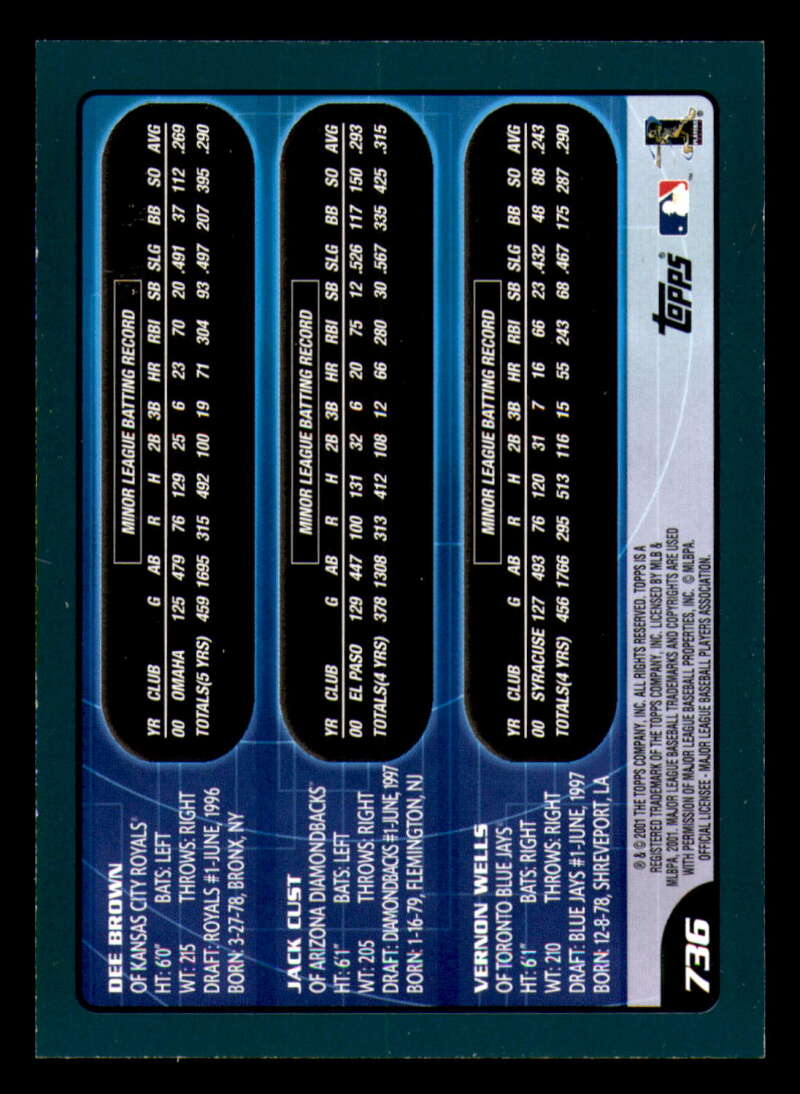 DEE BROWN
OF KANSAS CITY ROYALS®
HT: 6'0" BATS: LEFT
WT: 215 THROWS: RIGHT
DRAFT: ROYALS #1-JUNE, 1996
BORN: 3-27-78, BRONX, NY
MINOR LEAGUE BATTING RECORD
YR CLUB G AB R H 2B 3B HR RBI SB SLG BB SO AVG
00 OMAHA 125 479 76 129 25 6 23 70 20 .491 37 112 .269
TOTALS(5 YRS) 459 1695 315 492 100 19 71 304 93 .497 207 395 .290
JACK CUST
OF ARIZONA DIAMONDBACKS®
HT: 6'1" BATS: LEFT
WT: 205 THROWS: RIGHT
DRAFT: DIAMONDBACKS #1-JUNE, 1997
BORN: 1-16-79, FLEMINGTON, NJ
MINOR LEAGUE BATTING RECORD
YR CLUB G AB R H 2B 3B HR RBI SB SLG BB SO AVG
00 EL PASO 129 447 100 131 32 6 20 75 12 .526 117 150 .293
TOTALS(4 YRS) 378 1308 313 412 108 12 66 280 30 .567 335 425 .315
VERNON WELLS
OF TORONTO BLUE JAYS
HT: 6'1" BATS: RIGHT
WT: 210 THROWS: RIGHT
DRAFT: BLUE JAYS #1-JUNE, 1997
BORN: 12-8-78, SHREVEPORT, LA
MINOR LEAGUE BATTING RECORD
YR CLUB G AB R H 2B 3B HR RBI SB SLG BB SO AVG
00 SYRACUSE 127 493 76 120 31 7 16 66 23 .432 48 88 .243
TOTALS(4 YRS) 456 1766 295 513 116 15 55 243 68 .467 175 287 .290
736
® & © 2001 THE TOPPS COMPANY, INC. ALL RIGHTS RESERVED. TOPPS IS A
REGISTERED TRADEMARK OF THE TOPPS COMPANY, INC. LICENSED BY MLB &
MLBPA, 2001. MAJOR LEAGUE BASEBALL TRADEMARKS AND COPYRIGHTS ARE USED
WITH PERMISSION OF MAJOR LEAGUE BASEBALL PROPERTIES, INC. © MLBPA.
OFFICIAL LICENSEE - MAJOR LEAGUE BASEBALL PLAYERS ASSOCIATION.
TOPPS®